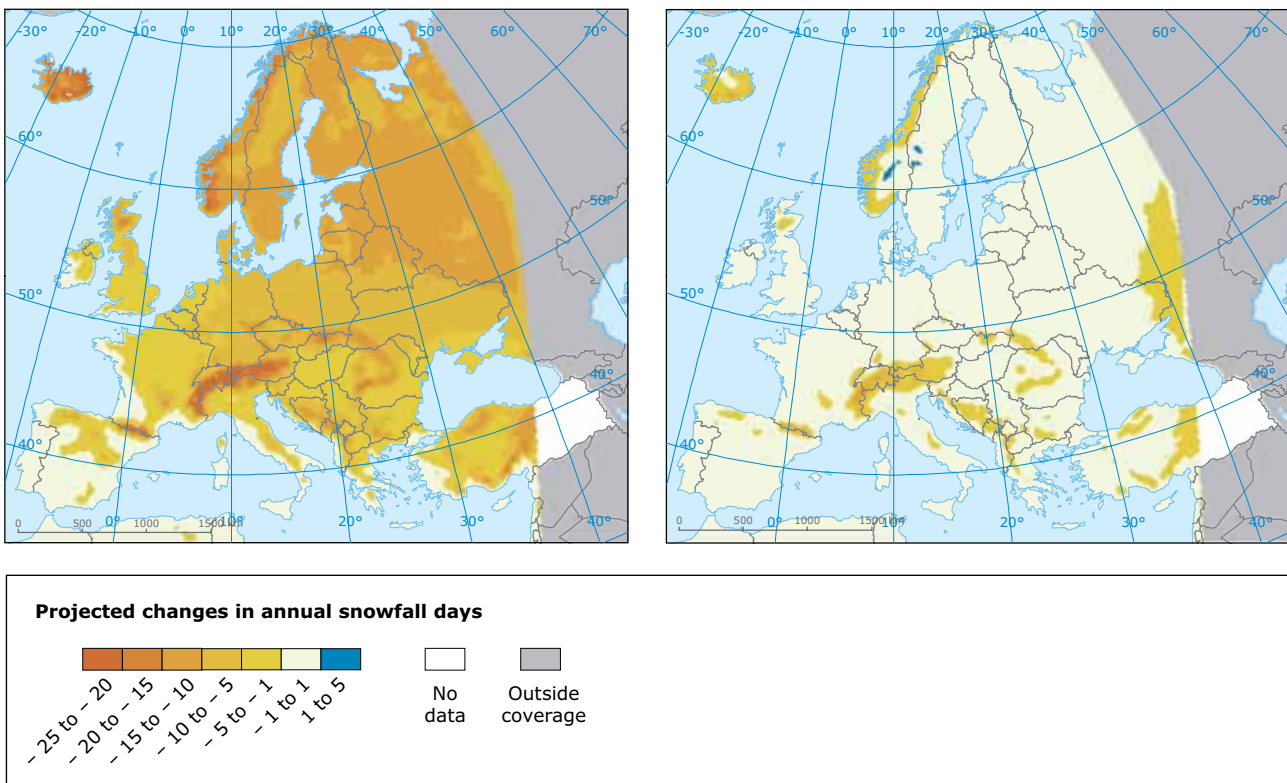 -30° -20° -10° 0° 10° 20° 30° 40° 50° 60° 70°
60°
50°
50°
40°
40°
0 500 1000
0° 10° 20° 30° 40°
-30° -20° -10° 0° 10° 20° 30° 40° 50° 60° 70°
60°
50°
50°
40°
40°
0 500 1000
0° 10° 20° 30° 40°
Projected changes in annual snowfall days
– 25 to – 20
– 20 to – 15
– 15 to – 10
– 10 to – 5
– 5 to – 1
– 1 to 1
1 to 5
No
data
Outside
coverage